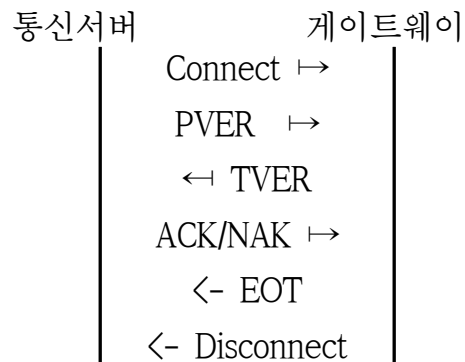 통신서버 게이트웨이
Connect ↦
PVER ↦
↤ TVER
ACK/NAK ↦
<- EOT
<- Disconnect